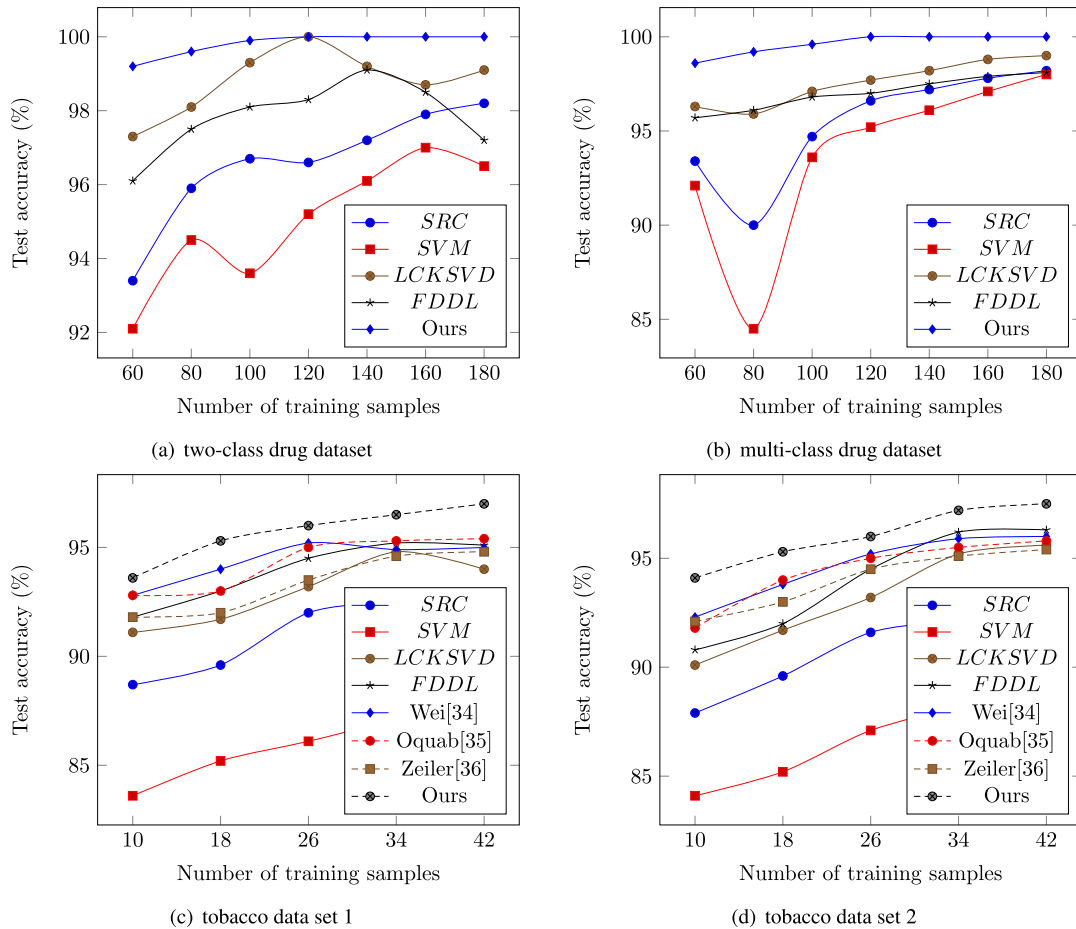 100
98
96
94
92
Test accuracy (%)
SRC
SVM
LCKSVD
FDDL
Ours
60 80 100 120 140 160 180
Number of training samples
(a) two-class drug dataset
100
95
90
85
Test accuracy (%)
SRC
SVM
LCKSVD
FDDL
Ours
60 80 100 120 140 160 180
Number of training samples
(b) multi-class drug dataset
95
90
85
Test accuracy (%)
SRC
SVM
LCKSVD
FDDL
Wei[34]
Oquab[35]
Zeiler[36]
Ours
10 18 26 34 42
Number of training samples
(c) tobacco data set 1
95
90
85
Test accuracy (%)
SRC
SVM
LCKSVD
FDDL
Wei[34]
Oquab[35]
Zeiler[36]
Ours
10 18 26 34 42
Number of training samples
(d) tobacco data set 2